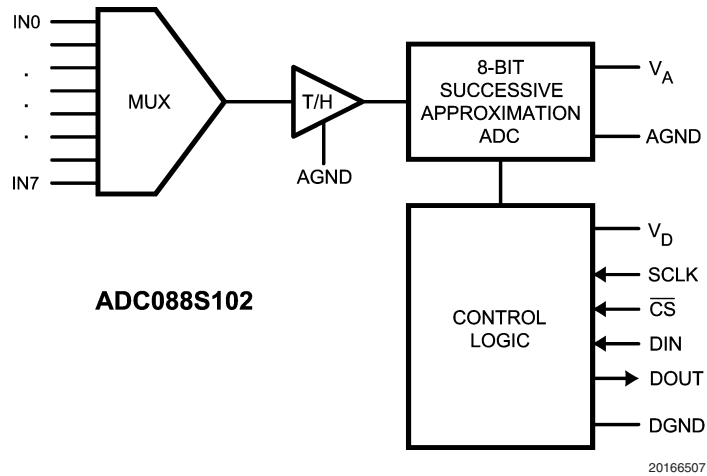 IN0
.
.
.
IN7
MUX
T/H
AGND
8-BIT
SUCCESSIVE
APPROXIMATION
ADC
VA
AGND
VD
SCLK
CS
DIN
DOUT
DGND
CONTROL
LOGIC
ADC088S102
20166507